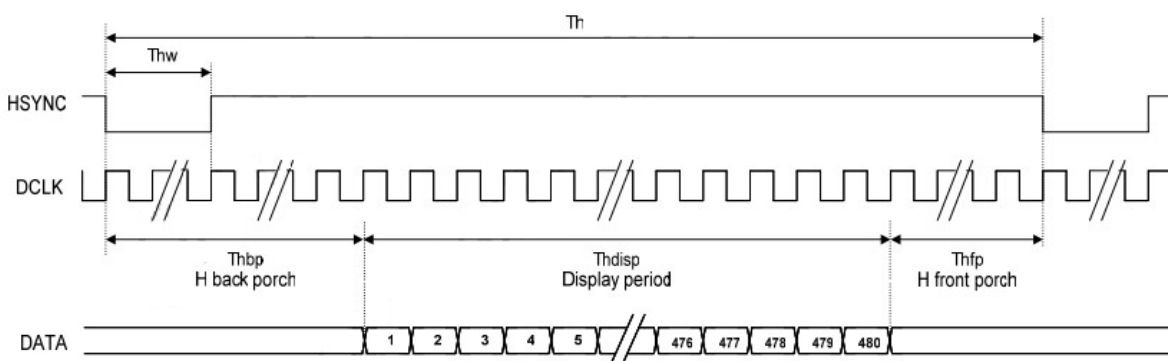 Th
Thw
HSYNC
DCLK
Thbp
H back porch
Thdisp
Display period
Thfp
H front porch
DATA
1 2 3 4 5 476 477 478 479 480